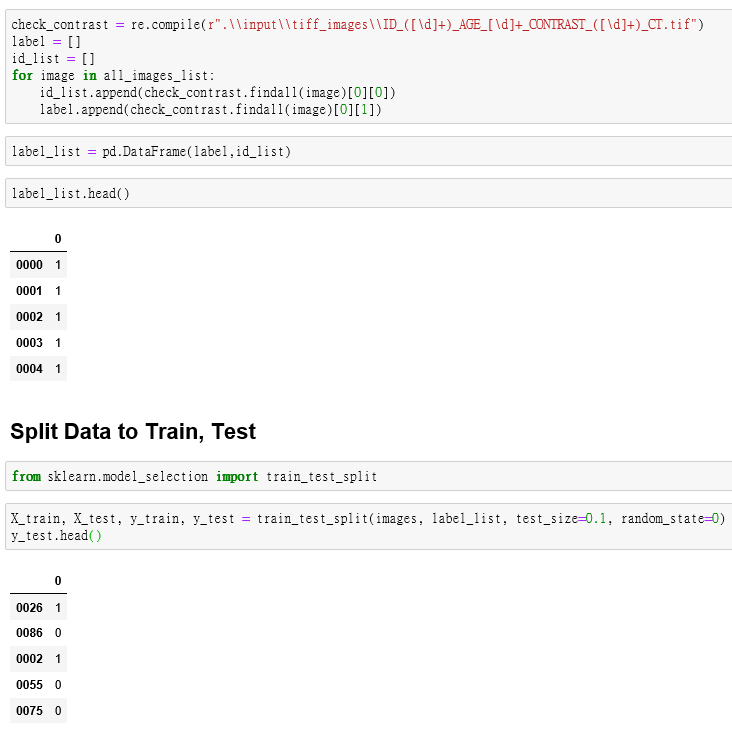 check_contrast = re.compile(r".\\input\\tiff_images\\ID_([\d]+)_AGE_[\d]+_CONTRAST_([\d]+)_CT.tif")
label = []
id_list = []
for image in all_images_list:
    id_list.append(check_contrast.findall(image)[0][0])
    label.append(check_contrast.findall(image)[0][1])
label_list = pd.DataFrame(label,id_list)
label_list.head()
0
0000 1
0001 1
0002 1
0003 1
0004 1
Split Data to Train, Test
from sklearn.model_selection import train_test_split
X_train, X_test, y_train, y_test = train_test_split(images, label_list, test_size=0.1, random_state=0)
y_test.head()
0
0026 1
0086 0
0002 1
0055 0
0075 0